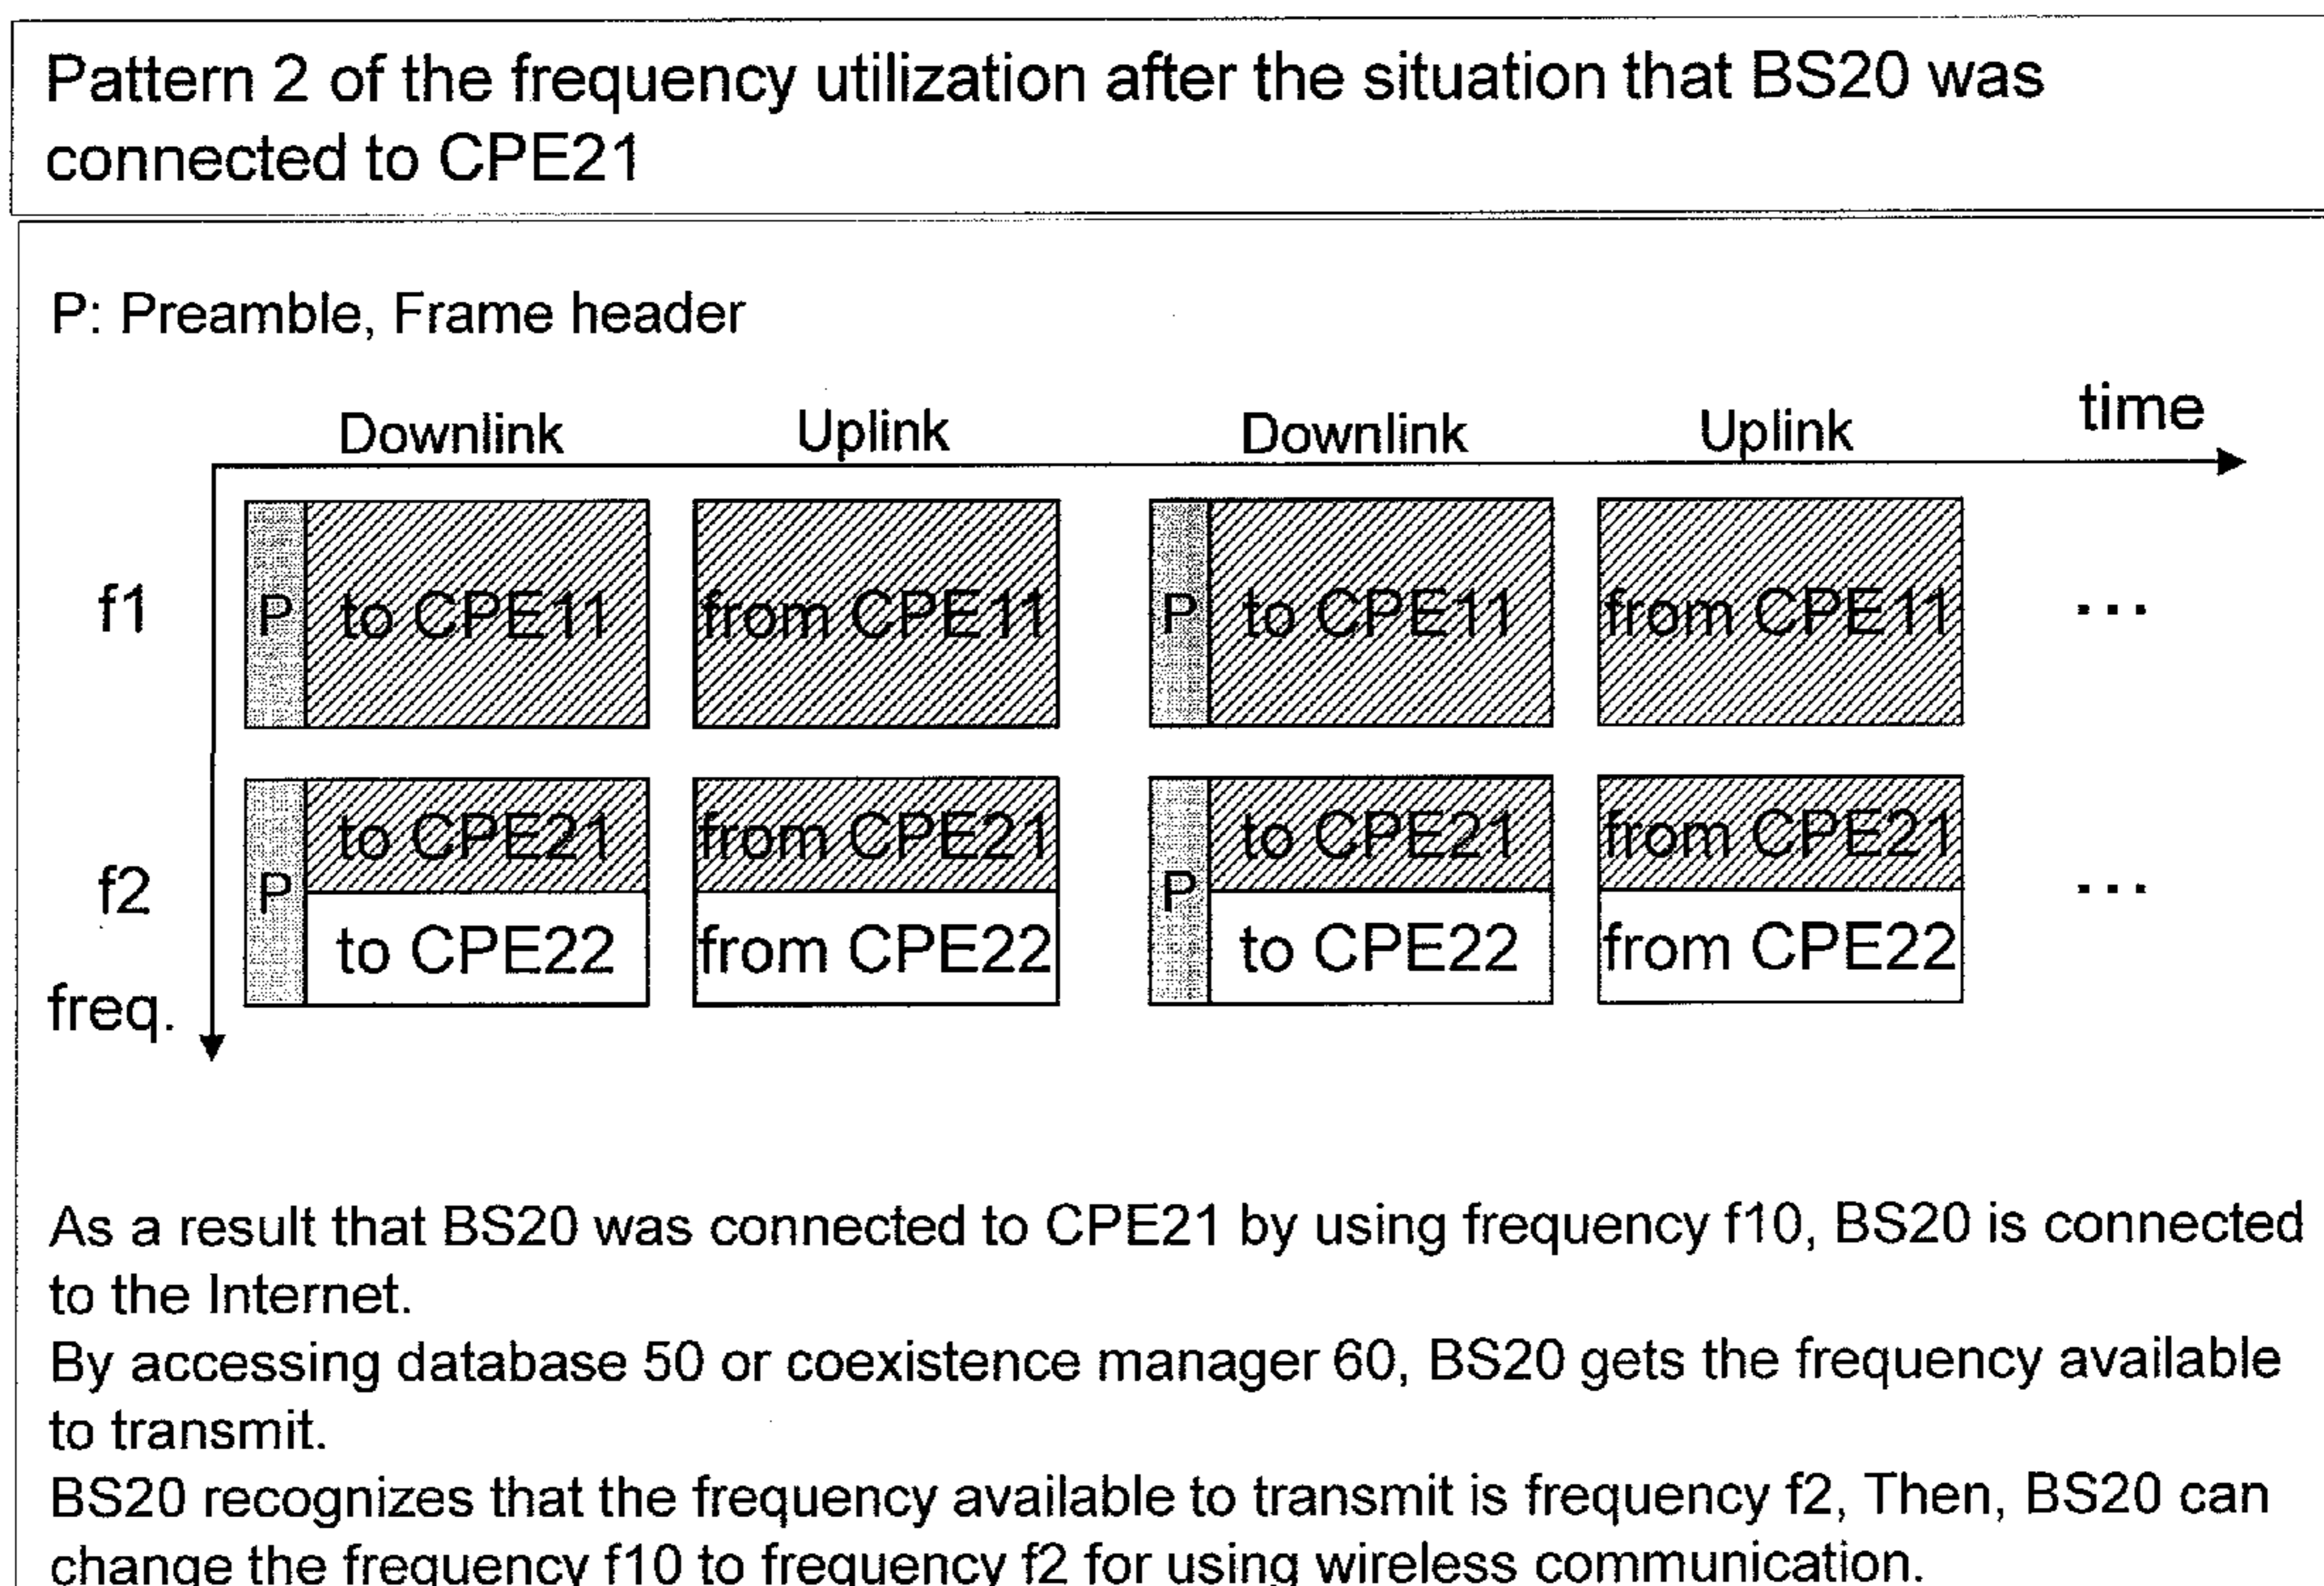 Pattern 2 of the frequency utilization after the situation that BS20 was
connected to CPE21
P: Preamble, Frame header
Downlink Uplink Downlink Uplink time
f1 P to CPE11 from CPE11 P to CPE11 from CPE11 ...
to CPE21 from CPE21 to CPE21 from CPE21
f2 P P ...
to CPE22 from CPE22 to CPE22 from CPE22
freq.
As a result that BS20 was connected to CPE21 by using frequency f10, BS20 is connected
to the Internet.
By accessing database 50 or coexistence manager 60, BS20 gets the frequency available
to transmit.
BS20 recognizes that the frequency available to transmit is frequency f2, Then, BS20 can
change the frequency f10 to frequency f2 for using wireless communication.